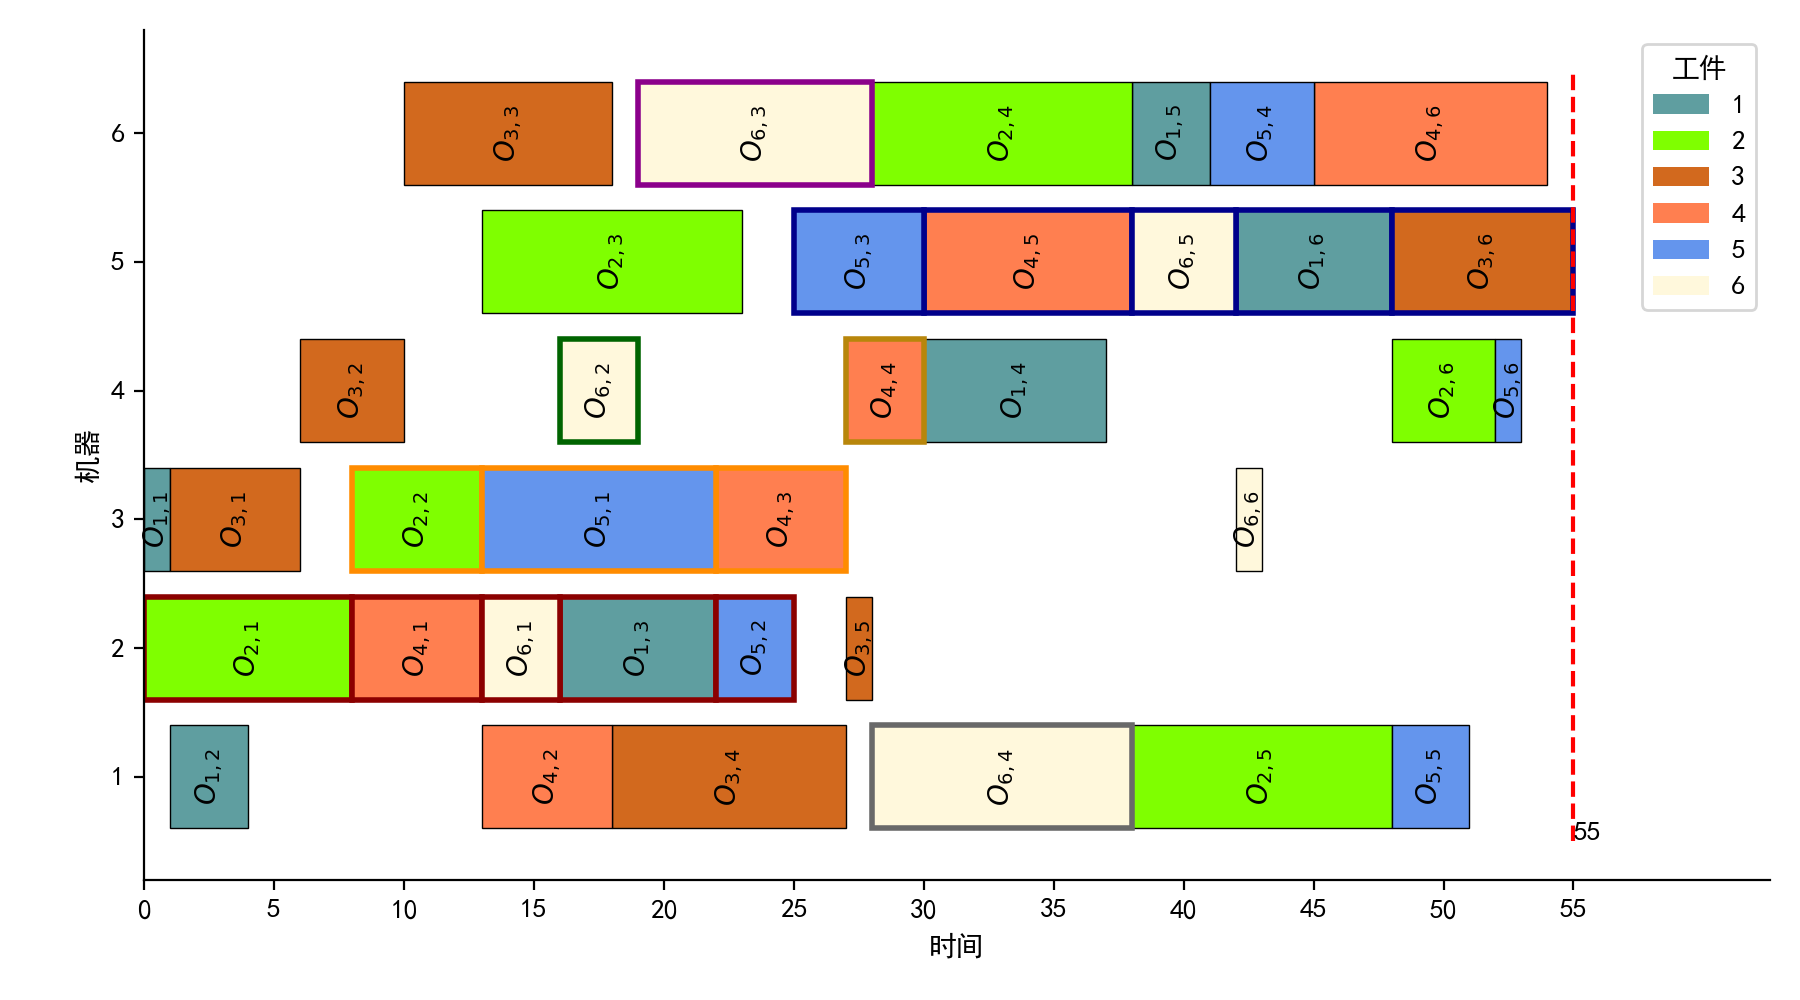 6
O3,3
O6,3
O2,4
O1,5
O5,4
O4,6
5
O2,3
O5,3
O4,5
O6,5
O1,6
O3,6
4
O3,2
O6,2
O4,4
O1,4
O2,6
O5,6
3
O1,1
O3,1
O2,2
O5,1
O4,3
O6,6
2
O2,1
O4,1
O6,1
O1,3
O5,2
O3,5
1
O1,2
O4,2
O3,4
O6,4
O2,5
O5,5
55
机器
0 5 10 15 20 25 30 35 40 45 50 55
时间
工件
1
2
3
4
5
6